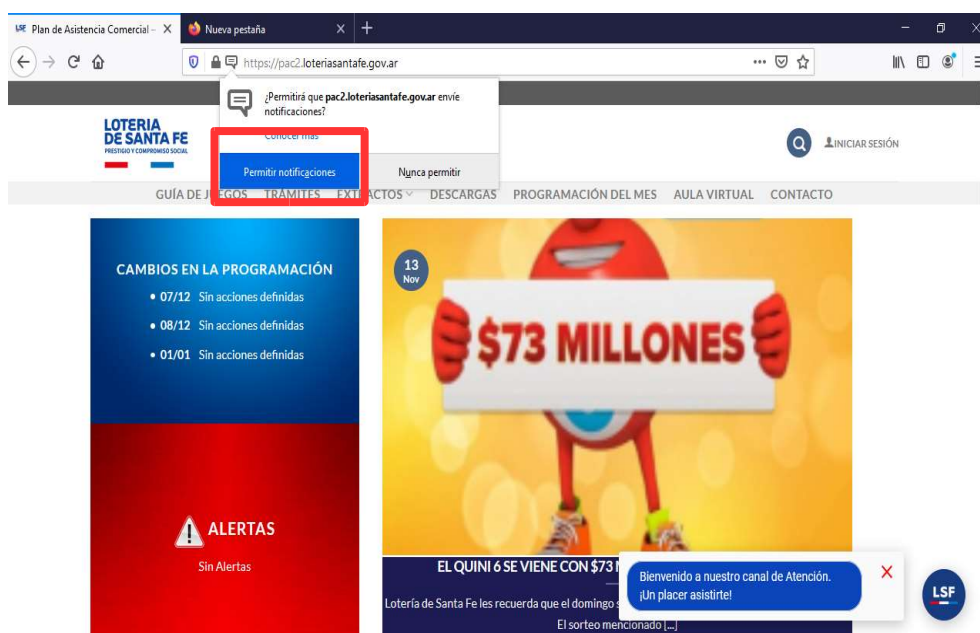 LSF Plan de Asistencia Comercial – X Nueva pestaña X +
https://pac2.loteriasantafe.gov.ar
¿Permitirá que pac2.loteriasantafe.gov.ar envíe
notificaciones?
Conocer más
Permitir notificaciones Nunca permitir
LOTERIA
DE SANTA FE
PRESTIGIO Y COMPROMISO SOCIAL
INICIAR SESIÓN
GUÍA DE JUEGOS TRÁMITES EXTRACTOS DESCARGAS PROGRAMACIÓN DEL MES AULA VIRTUAL CONTACTO
CAMBIOS EN LA PROGRAMACIÓN
• 07/12 Sin acciones definidas
• 08/12 Sin acciones definidas
• 01/01 Sin acciones definidas
ALERTAS
Sin Alertas
13
Nov
$73 MILLONES
EL QUINI 6 SE VIENE CON $73
Lotería de Santa Fe les recuerda que el domingo
El sorteo mencionado [...]
Bienvenido a nuestro canal de Atención.
¡Un placer asistirte!
X
LSF